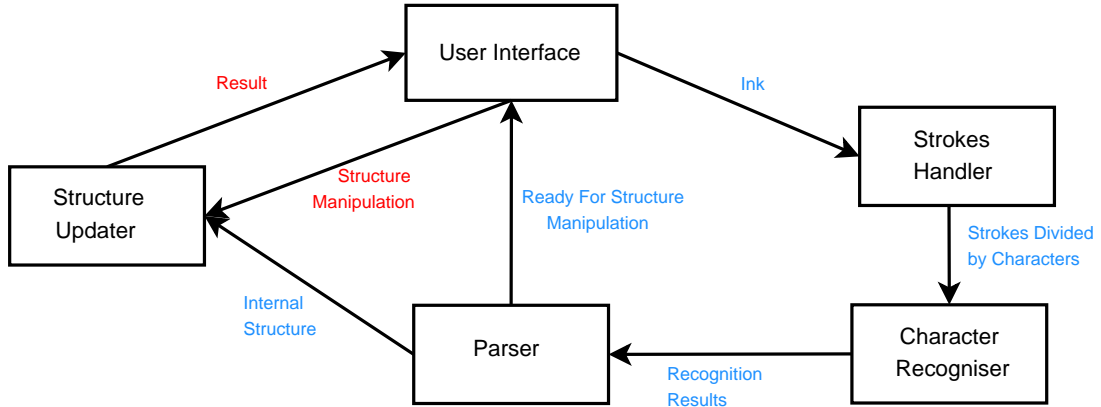 User Interface
Result
Ink
Strokes
Handler
Structure
Updater
Structure
Manipulation
Ready For Structure
Manipulation
Strokes Divided
by Characters
Internal
Structure
Parser
Character
Recogniser
Recognition
Results